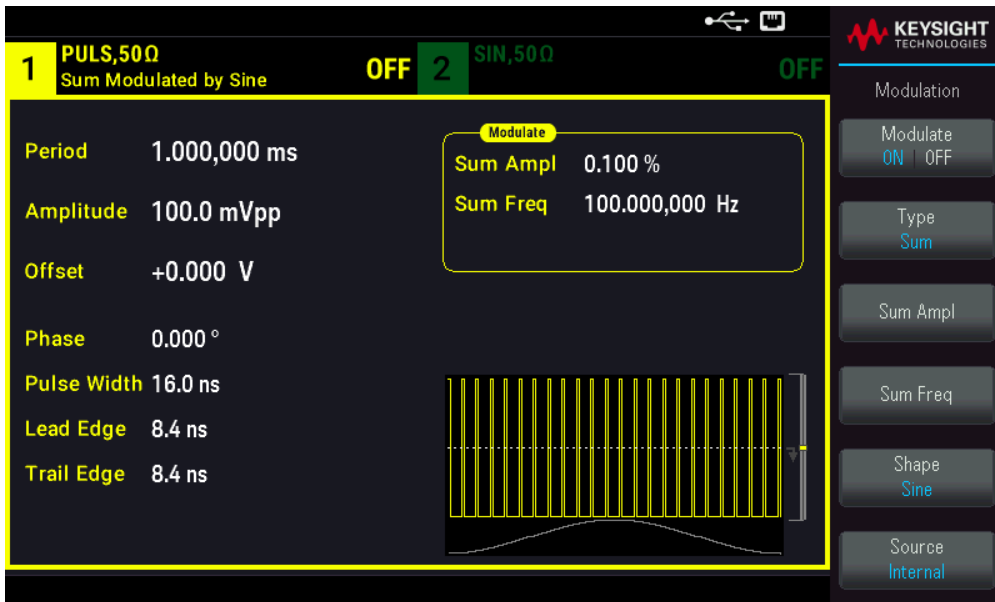 KEYSIGHT
TECHNOLOGIES
1 PULS,50Ω OFF 2 SIN,50Ω OFF
Sum Modulated by Sine
Modulation
Period 1.000,000 ms
Amplitude 100.0 mVpp
Offset +0.000 V
Phase 0.000 °
Pulse Width 16.0 ns
Lead Edge 8.4 ns
Trail Edge 8.4 ns
Modulate
Sum Ampl 0.100 %
Sum Freq 100.000,000 Hz
Modulate
ON | OFF
Type
Sum
Sum Ampl
Sum Freq
Shape
Sine
Source
Internal